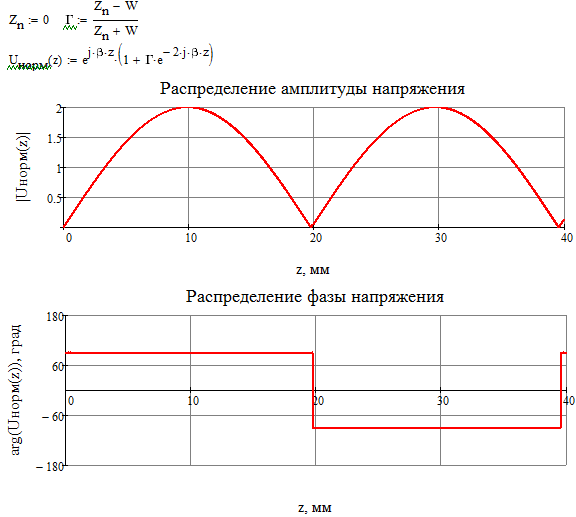 Zn := 0 Γ := Zn − W / Zn + W
Uнорм(z) := e^j·β·z·(1 + Γ·e^−2·j·β·z)
Распределение амплитуды напряжения
|Uнорм(z)|
2
1.5
1
0.5
0 10 20 30 40
z, мм
Распределение фазы напряжения
arg(Uнорм(z)), град
180
60
0 10 20 30 40
− 60
− 180
z, мм